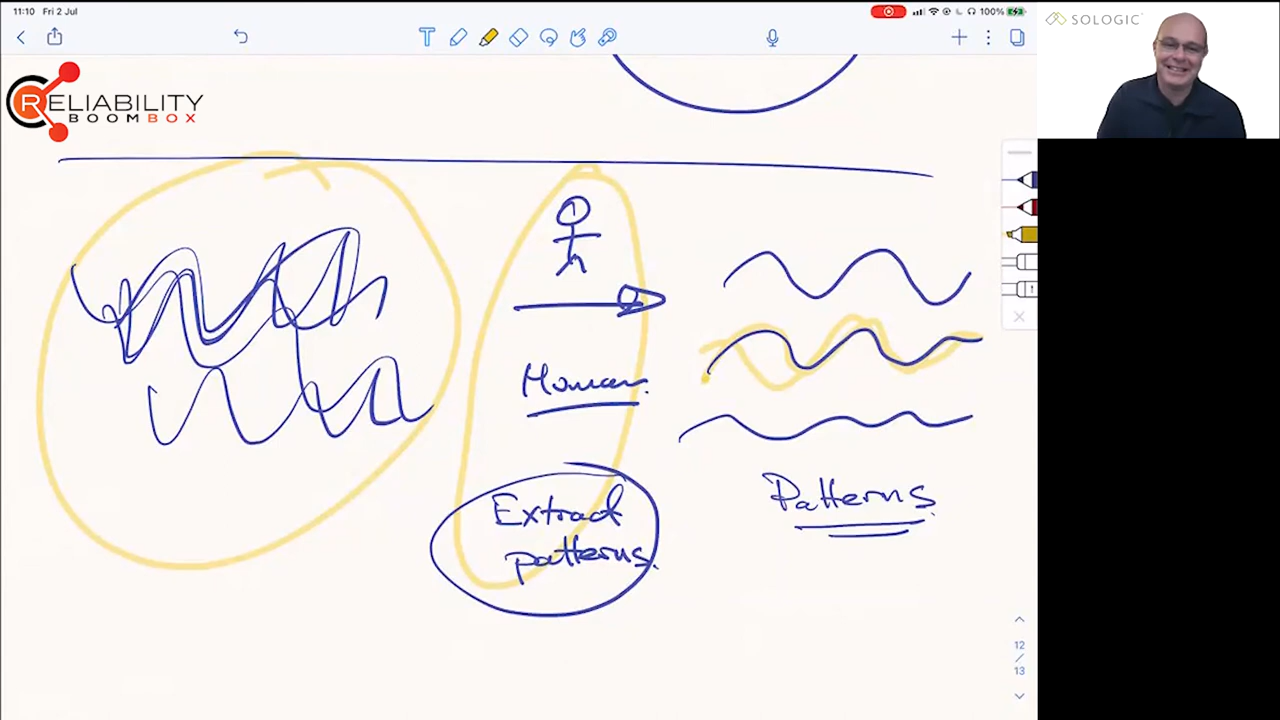 11:10 Fri 2 Jul
100%
T
SOLOGIC
RELIABILITY
BOOMBOX
Human.
Extract
patterns.
Patterns.
12
/
13